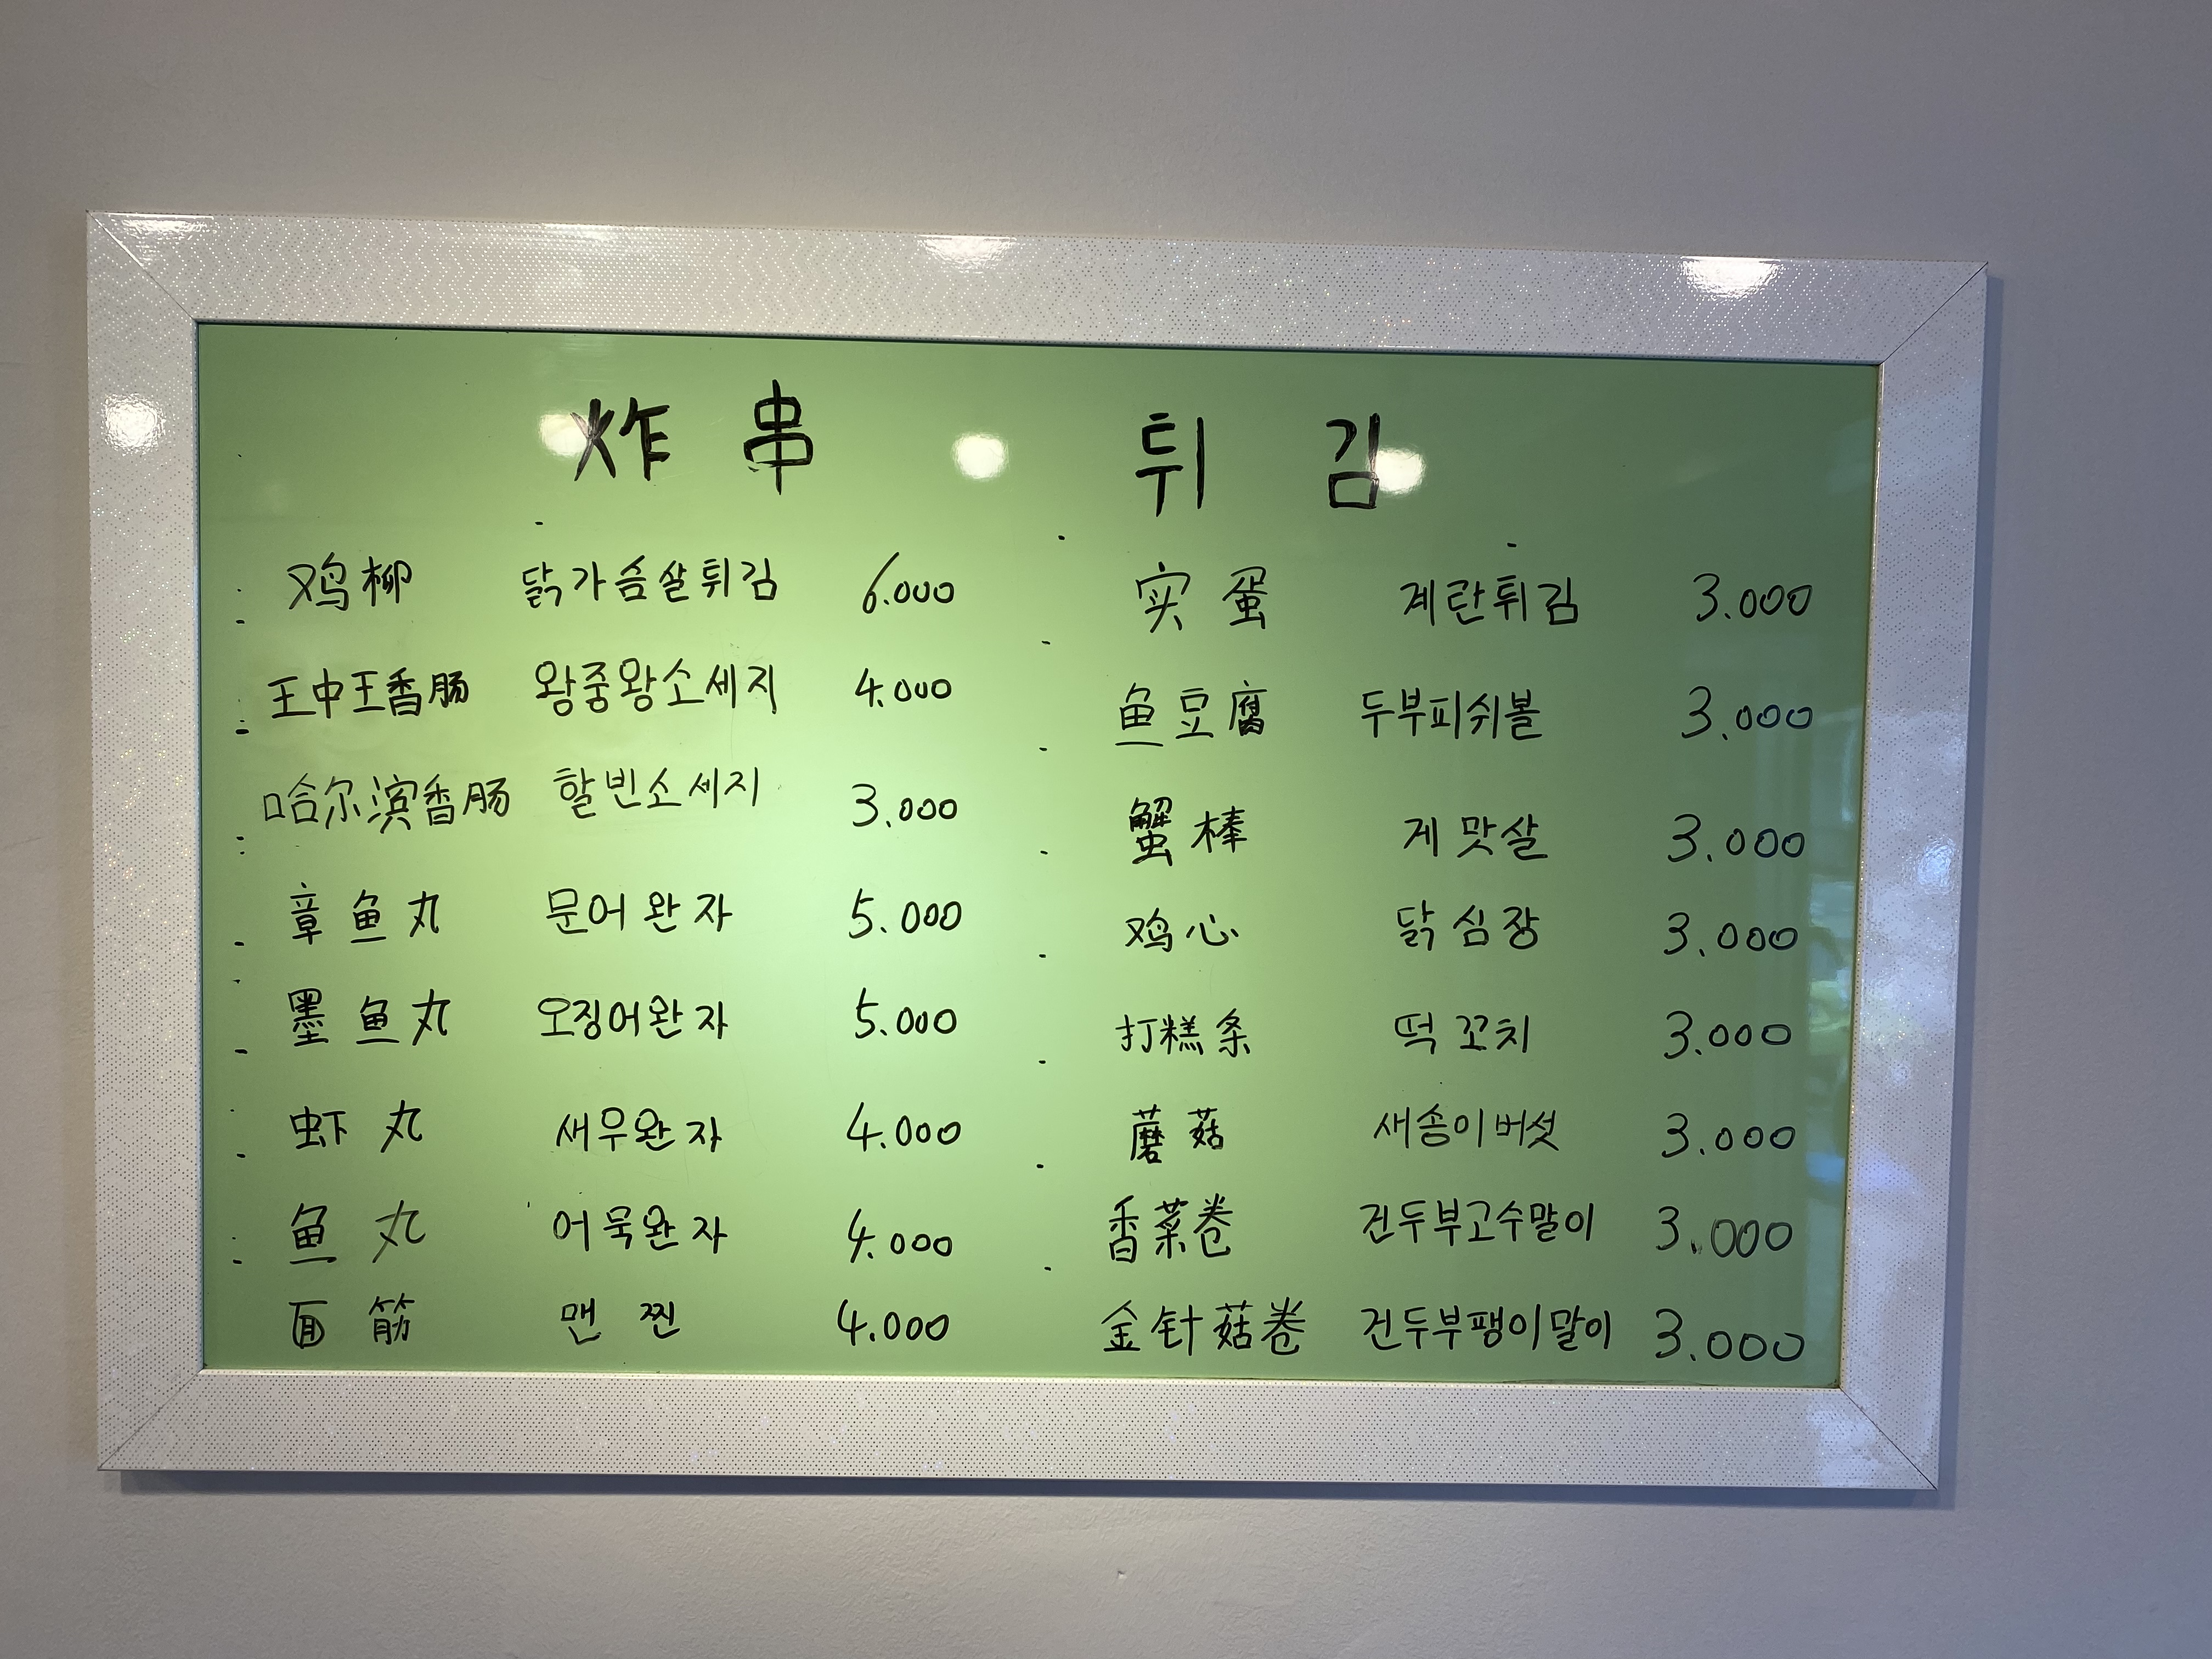 炸串 튀김
鸡柳 닭가슴살튀김 6.000
王中王香肠 왕중왕소세지 4.000
哈尔滨香肠 할빈소세지 3.000
章鱼丸 문어완자 5.000
墨鱼丸 오징어완자 5.000
虾丸 새우완자 4.000
鱼丸 어묵완자 4.000
面筋 맨찐 4.000
实蛋 계란튀김 3.000
鱼豆腐 두부피쉬볼 3.000
蟹棒 게맛살 3.000
鸡心 닭심장 3.000
打糕条 떡꼬치 3.000
蘑菇 새송이버섯 3.000
香菜卷 건두부고수말이 3.000
金针菇卷 건두부팽이말이 3.000